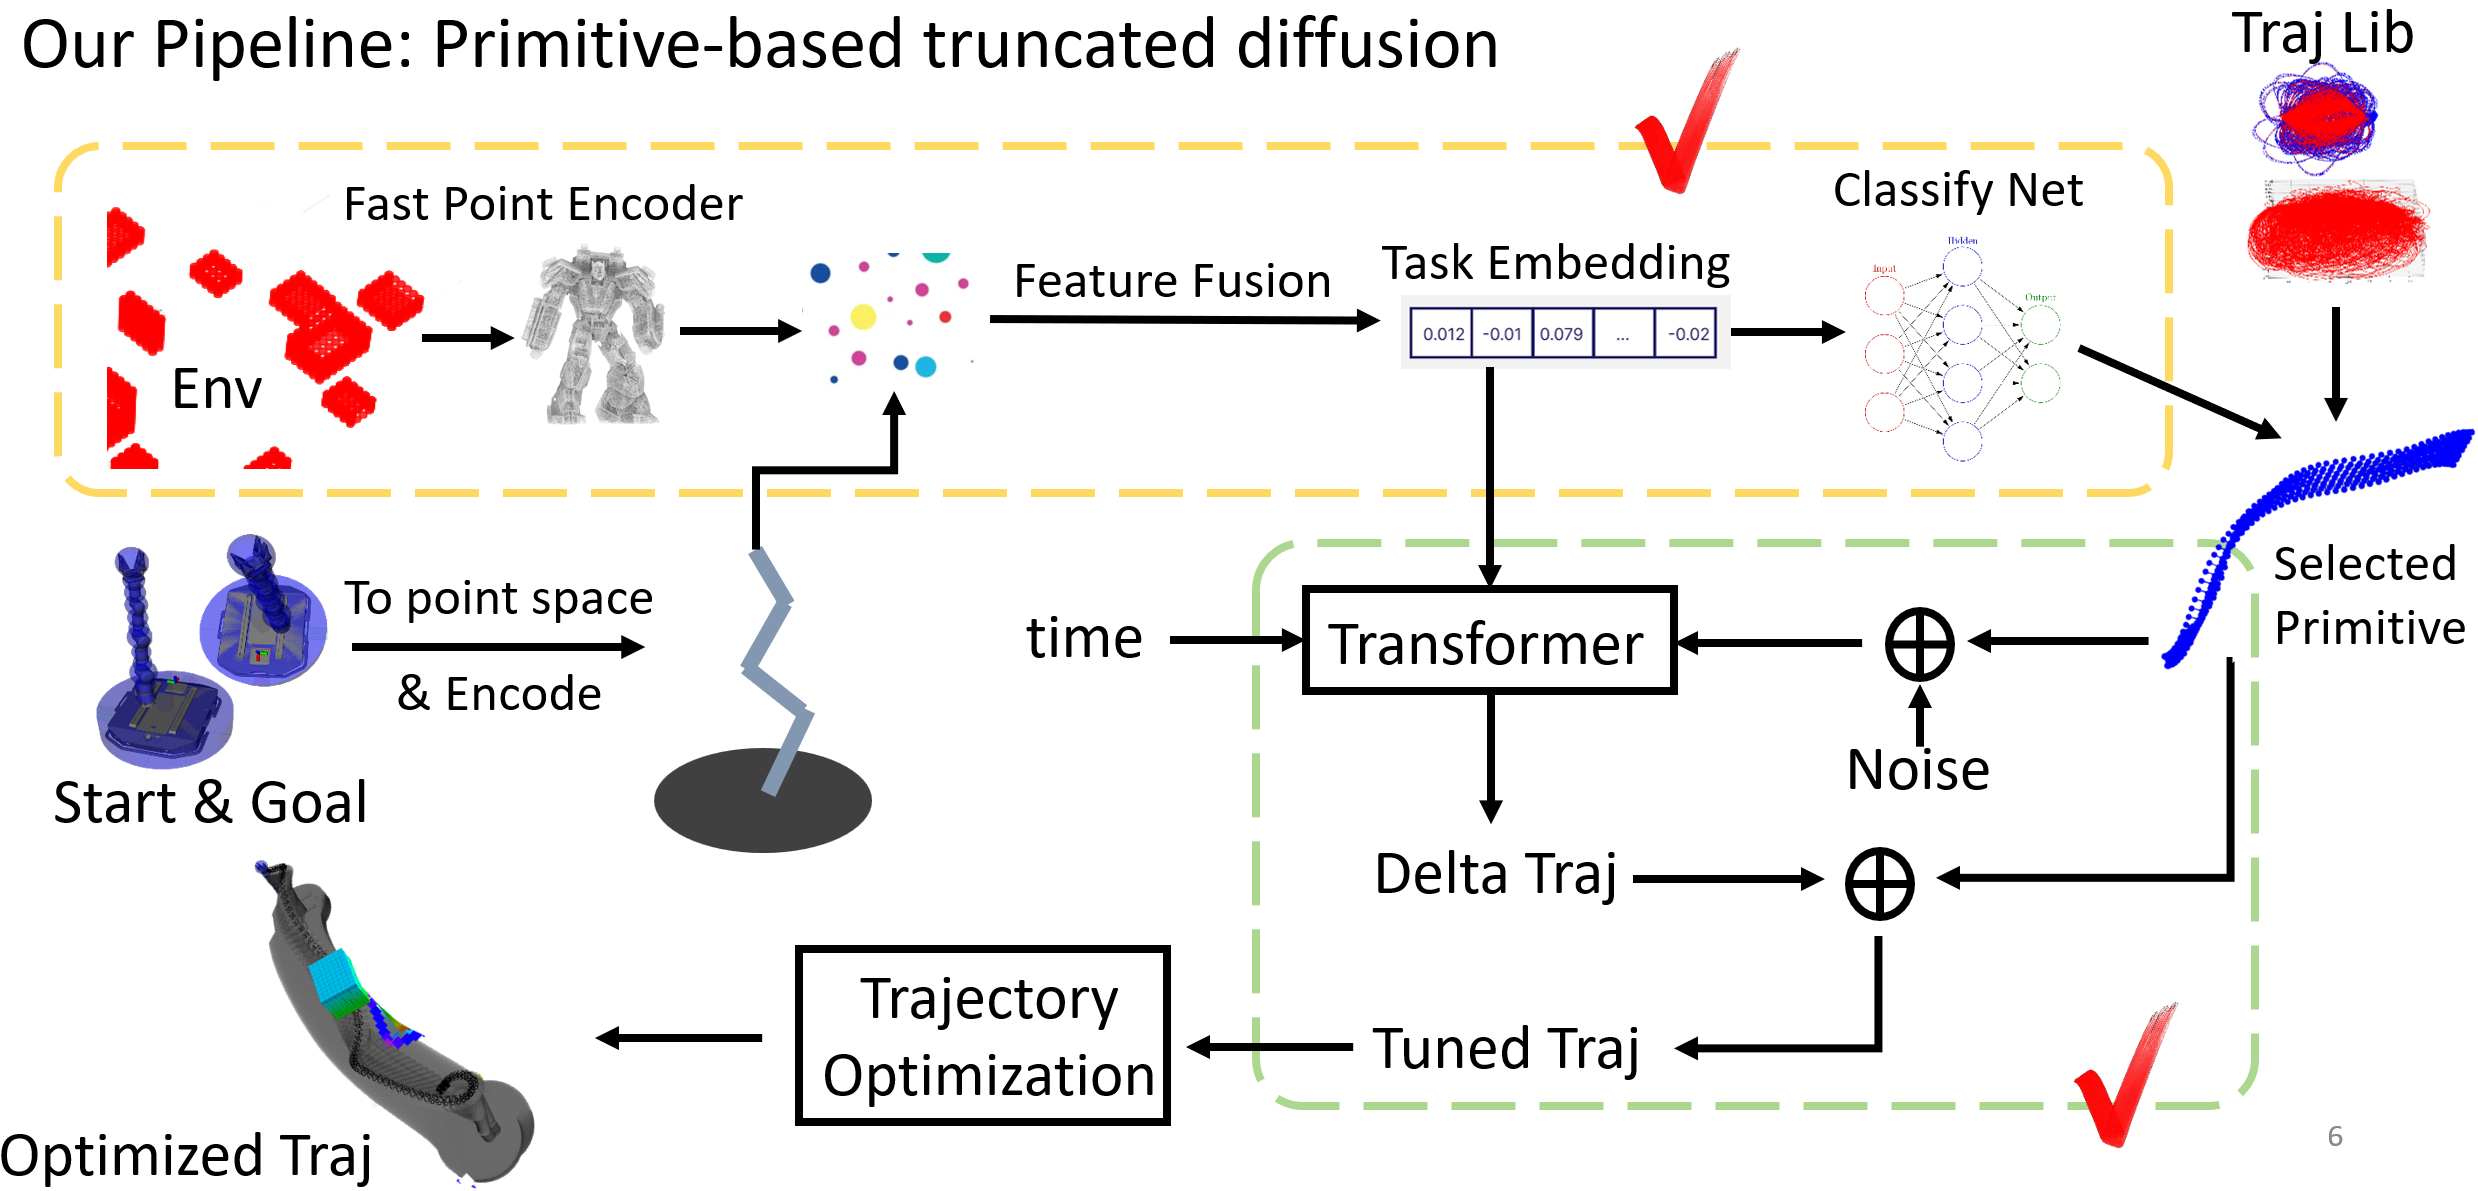 Our Pipeline: Primitive-based truncated diffusion
Traj Lib
Fast Point Encoder
Classify Net
Env
Feature Fusion
Task Embedding
0.012
-0.01
0.079
...
-0.02
Input
Hidden
Output
Selected
Primitive
To point space
& Encode
Start & Goal
time
Transformer
Noise
Delta Traj
Tuned Traj
Trajectory
Optimization
Optimized Traj
6